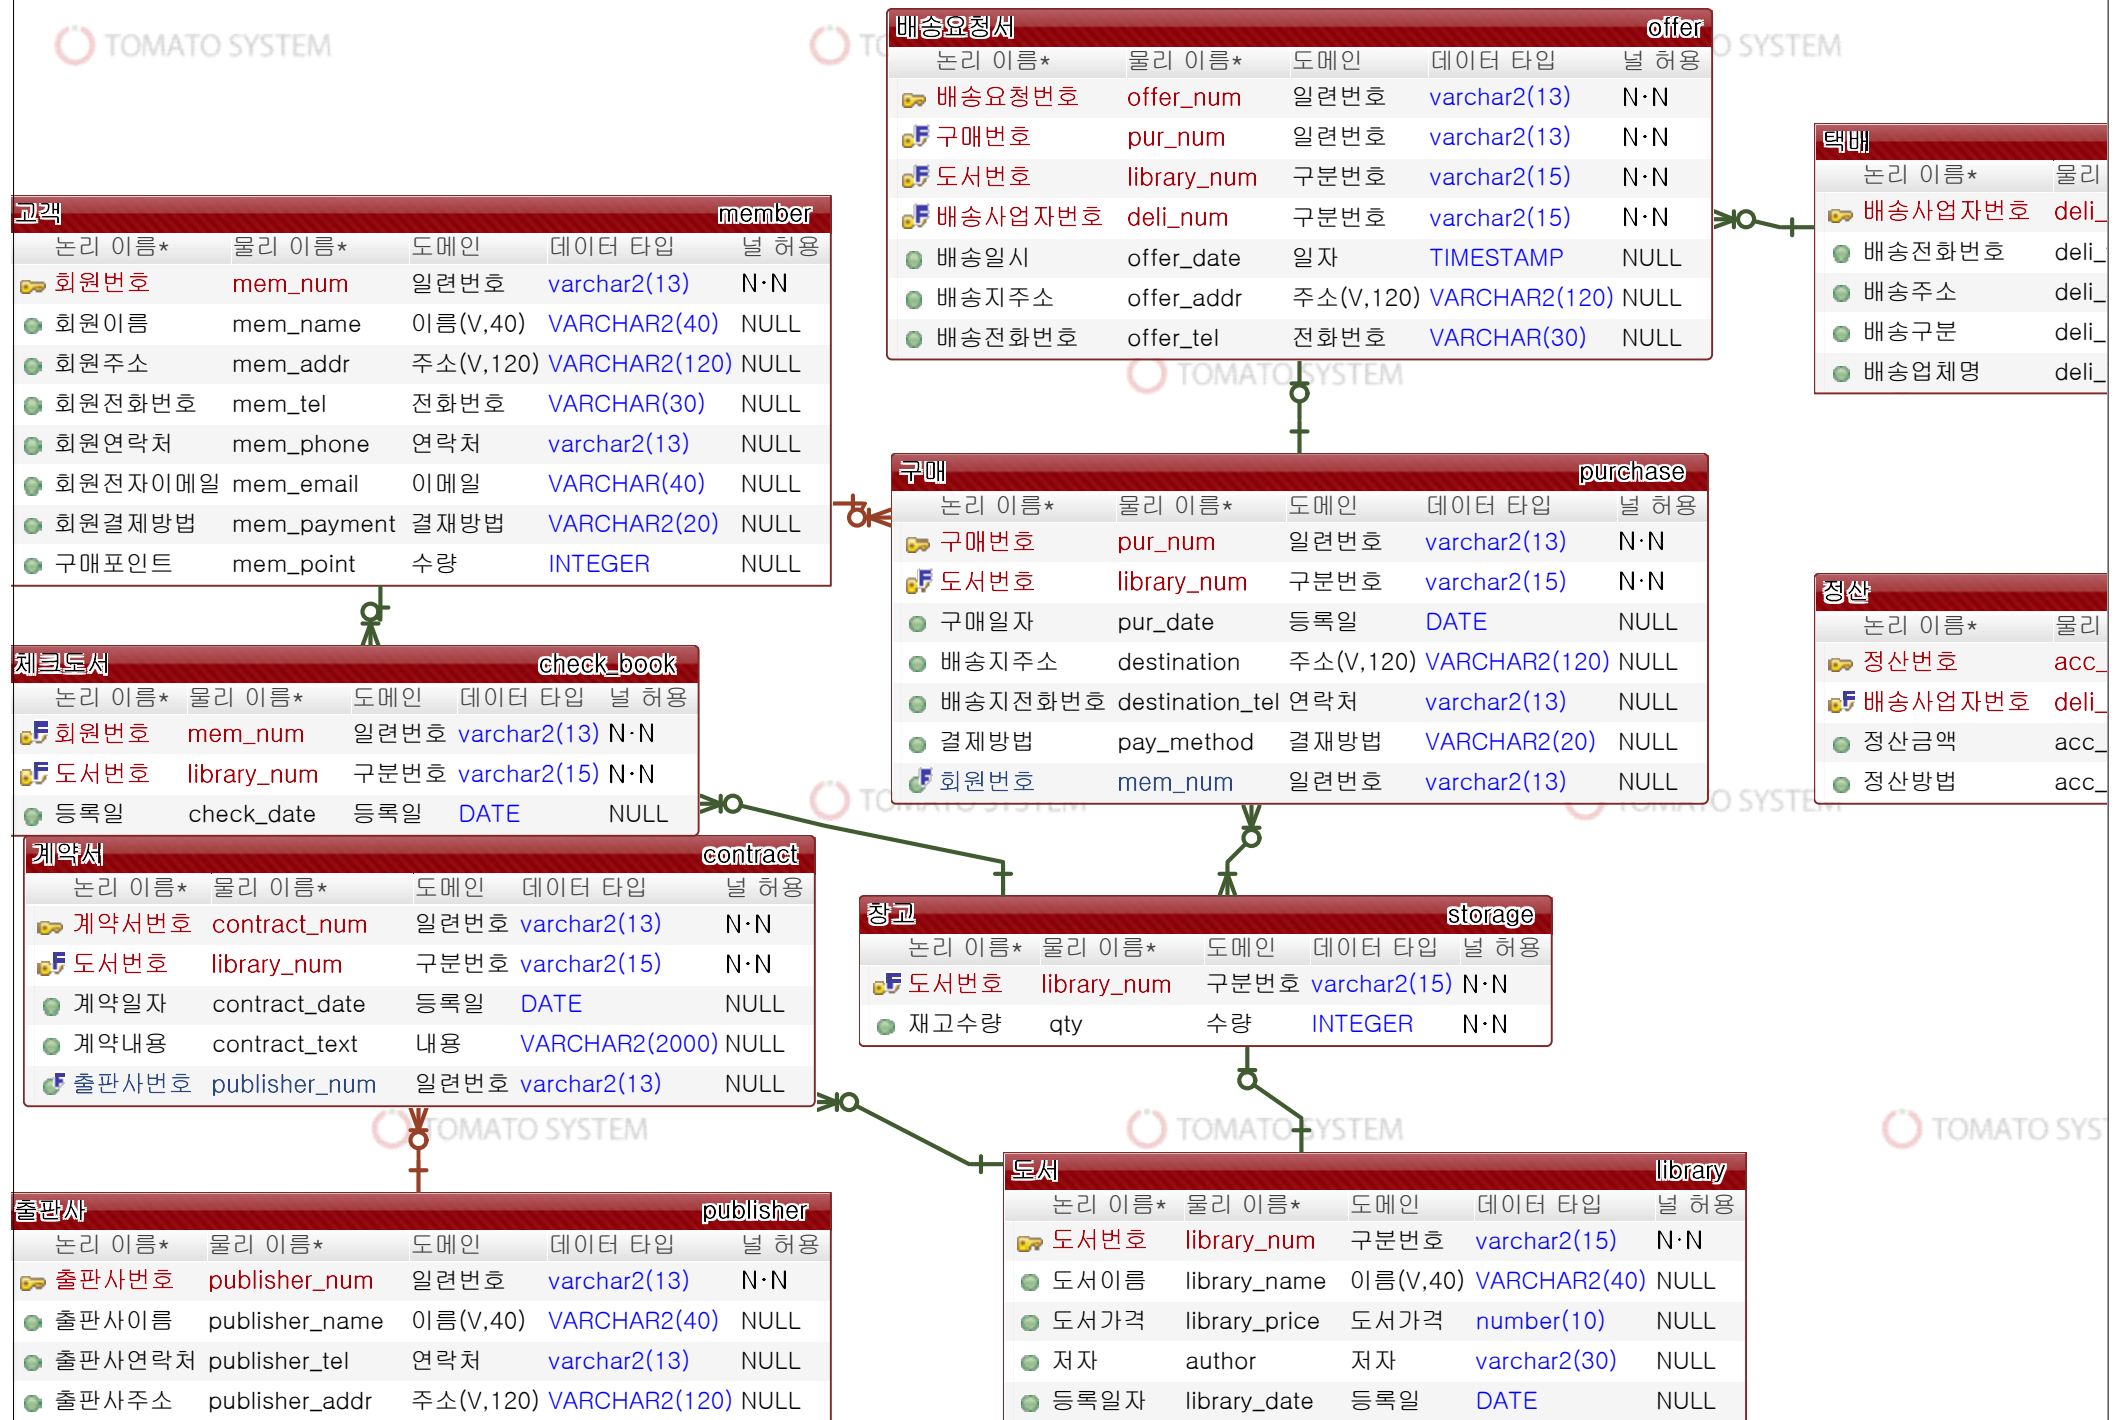 TOMATO SYSTEM
배송요청서 offer
논리 이름* 물리 이름* 도메인 데이터 타입 널 허용
배송요청번호 offer_num 일련번호 varchar2(13) N·N
구매번호 pur_num 일련번호 varchar2(13) N·N
도서번호 library_num 구분번호 varchar2(15) N·N
배송사업자번호 deli_num 구분번호 varchar2(15) N·N
배송일시 offer_date 일자 TIMESTAMP NULL
배송지주소 offer_addr 주소(V,120) VARCHAR2(120) NULL
배송전화번호 offer_tel 전화번호 VARCHAR(30) NULL
SYSTEM
택배
논리 이름* 물리
배송사업자번호 deli_
배송전화번호 deli_
배송주소 deli_
배송구분 deli_
배송업체명 deli_
고객 member
논리 이름* 물리 이름* 도메인 데이터 타입 널 허용
회원번호 mem_num 일련번호 varchar2(13) N·N
회원이름 mem_name 이름(V,40) VARCHAR2(40) NULL
회원주소 mem_addr 주소(V,120) VARCHAR2(120) NULL
회원전화번호 mem_tel 전화번호 VARCHAR(30) NULL
회원연락처 mem_phone 연락처 varchar2(13) NULL
회원전자이메일 mem_email 이메일 VARCHAR(40) NULL
회원결제방법 mem_payment 결재방법 VARCHAR2(20) NULL
구매포인트 mem_point 수량 INTEGER NULL
TOMATO SYSTEM
구매 purchase
논리 이름* 물리 이름* 도메인 데이터 타입 널 허용
구매번호 pur_num 일련번호 varchar2(13) N·N
도서번호 library_num 구분번호 varchar2(15) N·N
구매일자 pur_date 등록일 DATE NULL
배송지주소 destination 주소(V,120) VARCHAR2(120) NULL
배송지전화번호 destination_tel 연락처 varchar2(13) NULL
결제방법 pay_method 결재방법 VARCHAR2(20) NULL
회원번호 mem_num 일련번호 varchar2(13) NULL
정산
논리 이름* 물리
정산번호 acc_
배송사업자번호 deli_
정산금액 acc_
정산방법 acc_
체크도서 check_book
논리 이름* 물리 이름* 도메인 데이터 타입 널 허용
회원번호 mem_num 일련번호 varchar2(13) N·N
도서번호 library_num 구분번호 varchar2(15) N·N
등록일 check_date 등록일 DATE NULL
TOMATO SYSTEM
TOMATO SYSTEM
계약서 contract
논리 이름* 물리 이름* 도메인 데이터 타입 널 허용
계약서번호 contract_num 일련번호 varchar2(13) N·N
도서번호 library_num 구분번호 varchar2(15) N·N
계약일자 contract_date 등록일 DATE NULL
계약내용 contract_text 내용 VARCHAR2(2000) NULL
출판사번호 publisher_num 일련번호 varchar2(13) NULL
창고 storage
논리 이름* 물리 이름* 도메인 데이터 타입 널 허용
도서번호 library_num 구분번호 varchar2(15) N·N
재고수량 qty 수량 INTEGER N·N
TOMATO SYSTEM
TOMATO SYSTEM
TOMATO SYS
출판사 publisher
논리 이름* 물리 이름* 도메인 데이터 타입 널 허용
출판사번호 publisher_num 일련번호 varchar2(13) N·N
출판사이름 publisher_name 이름(V,40) VARCHAR2(40) NULL
출판사연락처 publisher_tel 연락처 varchar2(13) NULL
출판사주소 publisher_addr 주소(V,120) VARCHAR2(120) NULL
도서 library
논리 이름* 물리 이름* 도메인 데이터 타입 널 허용
도서번호 library_num 구분번호 varchar2(15) N·N
도서이름 library_name 이름(V,40) VARCHAR2(40) NULL
도서가격 library_price 도서가격 number(10) NULL
저자 author 저자 varchar2(30) NULL
등록일자 library_date 등록일 DATE NULL